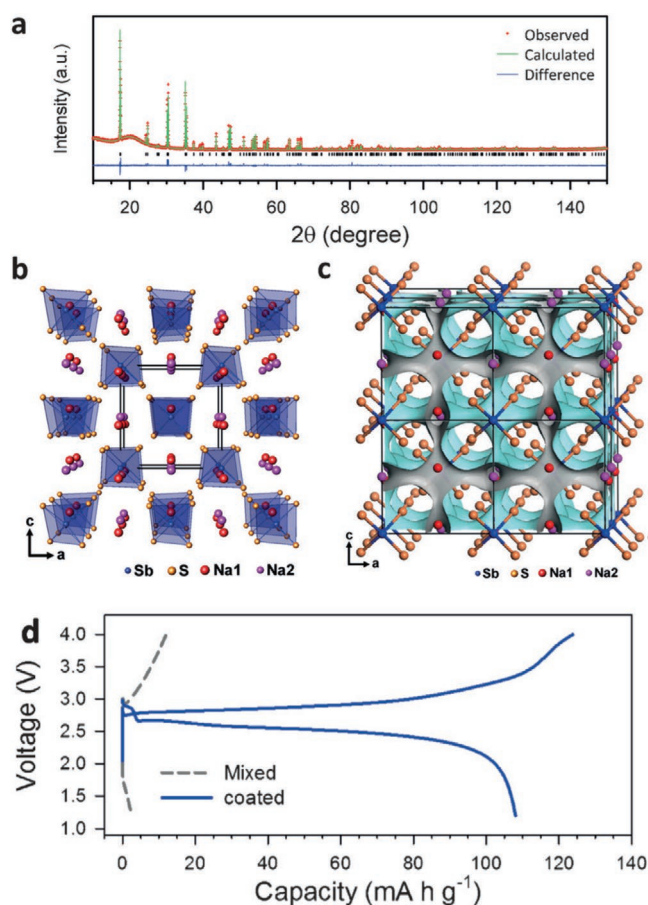 a
Intensity (a.u.)
Observed
Calculated
Difference
20 40 60 80 100 120 140
2θ (degree)
b
c
a
Sb S Na1 Na2
c
c
a
Sb S Na1 Na2
d
Voltage (V)
4.0
3.5
3.0
2.5
2.0
1.5
1.0
Mixed
coated
0 20 40 60 80 100 120 140
Capacity (mA h g⁻¹)